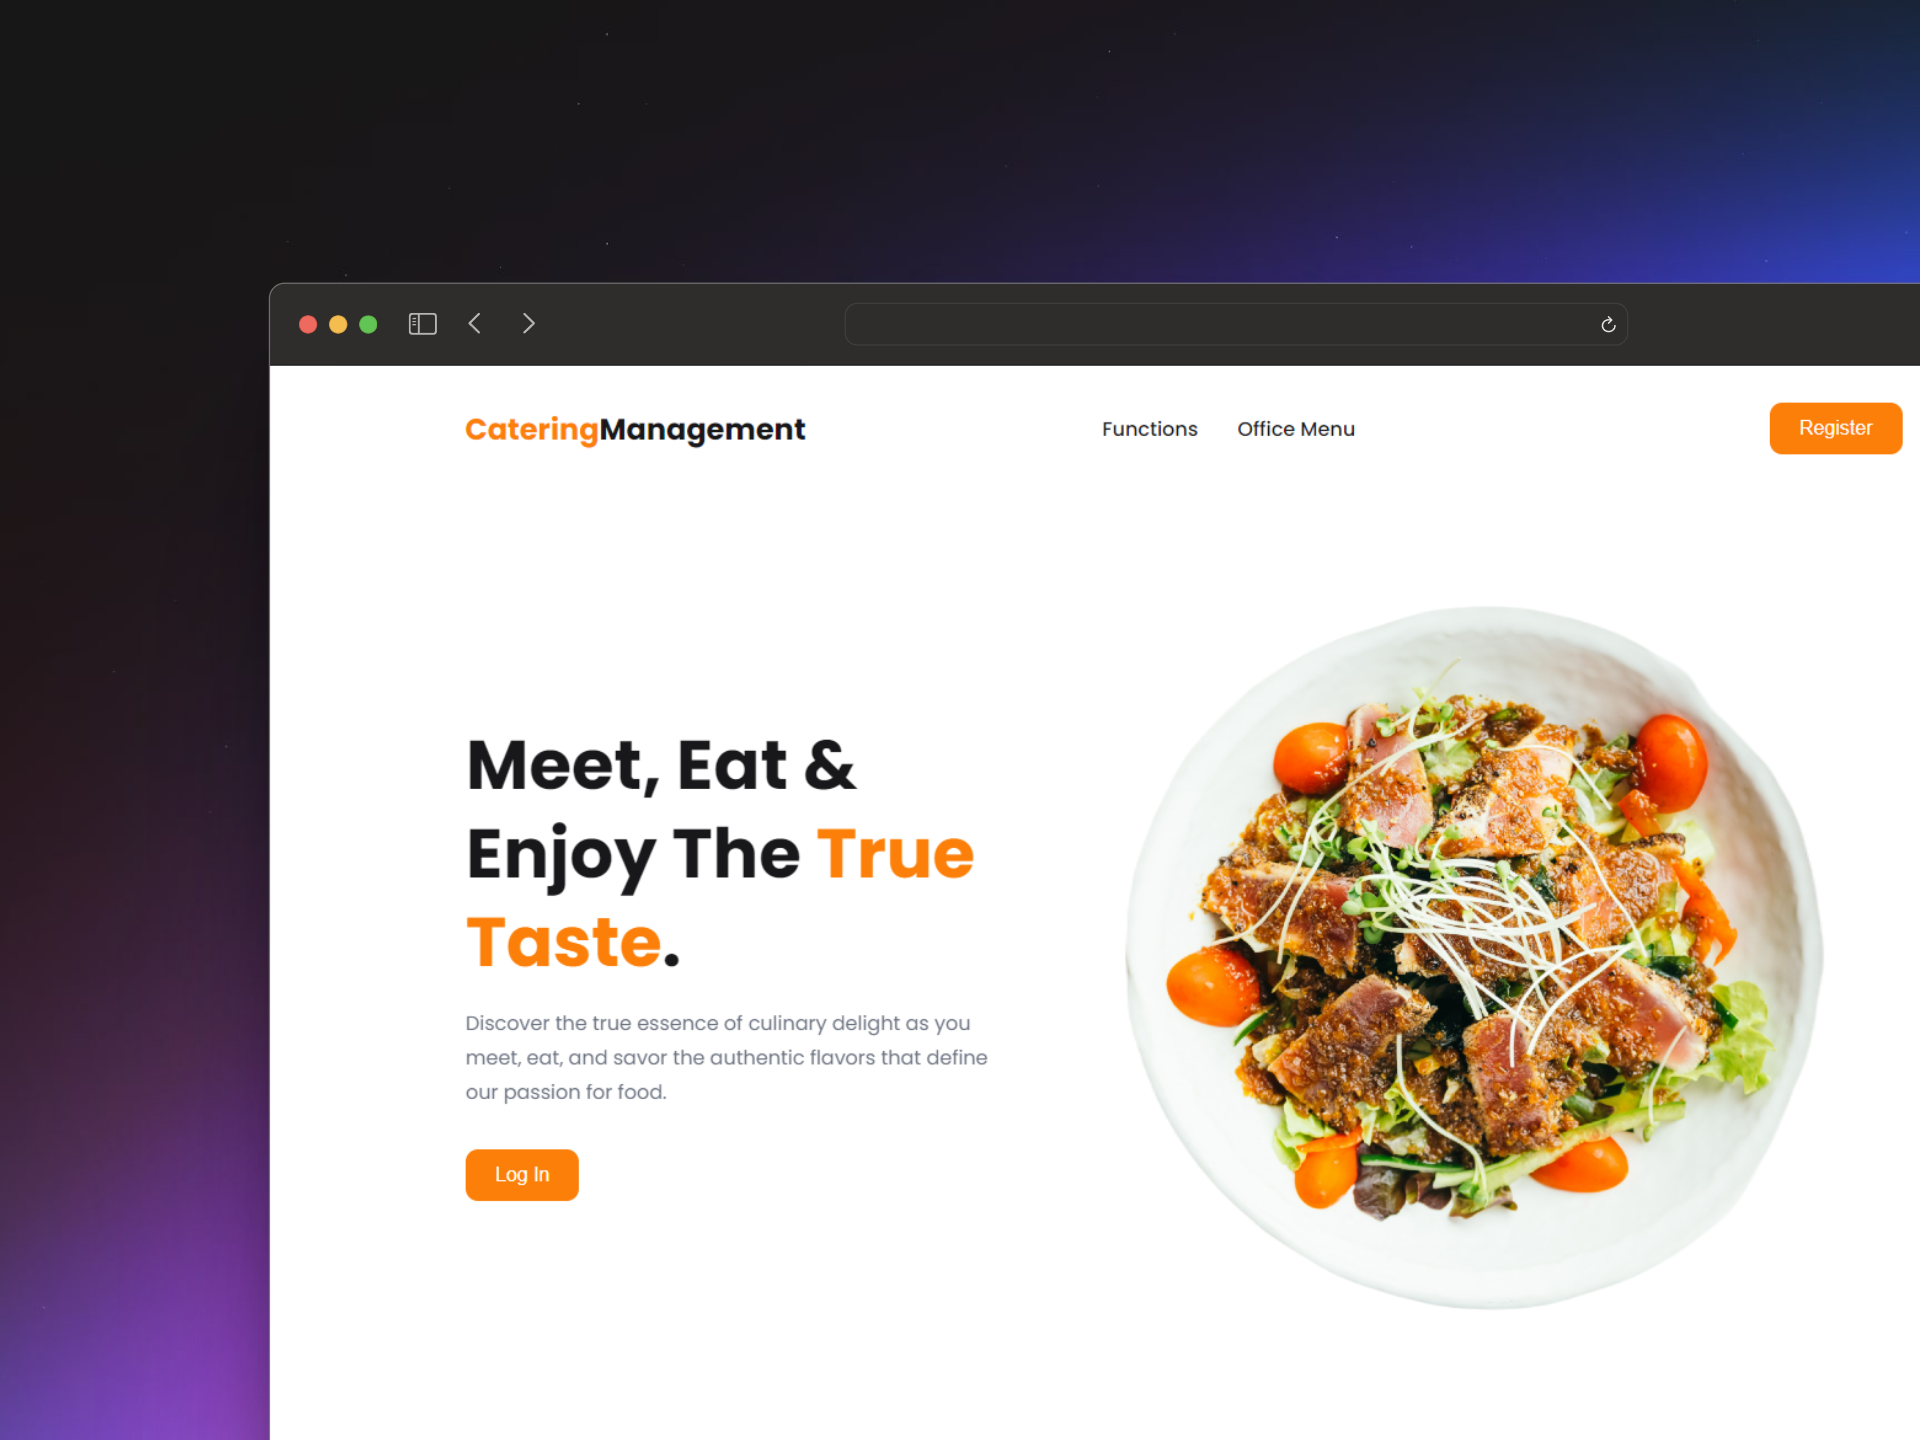 CateringManagement
Functions
Office Menu
Register
Meet, Eat &
Enjoy The True
Taste.
Discover the true essence of culinary delight as you
meet, eat, and savor the authentic flavors that define
our passion for food.
Log In